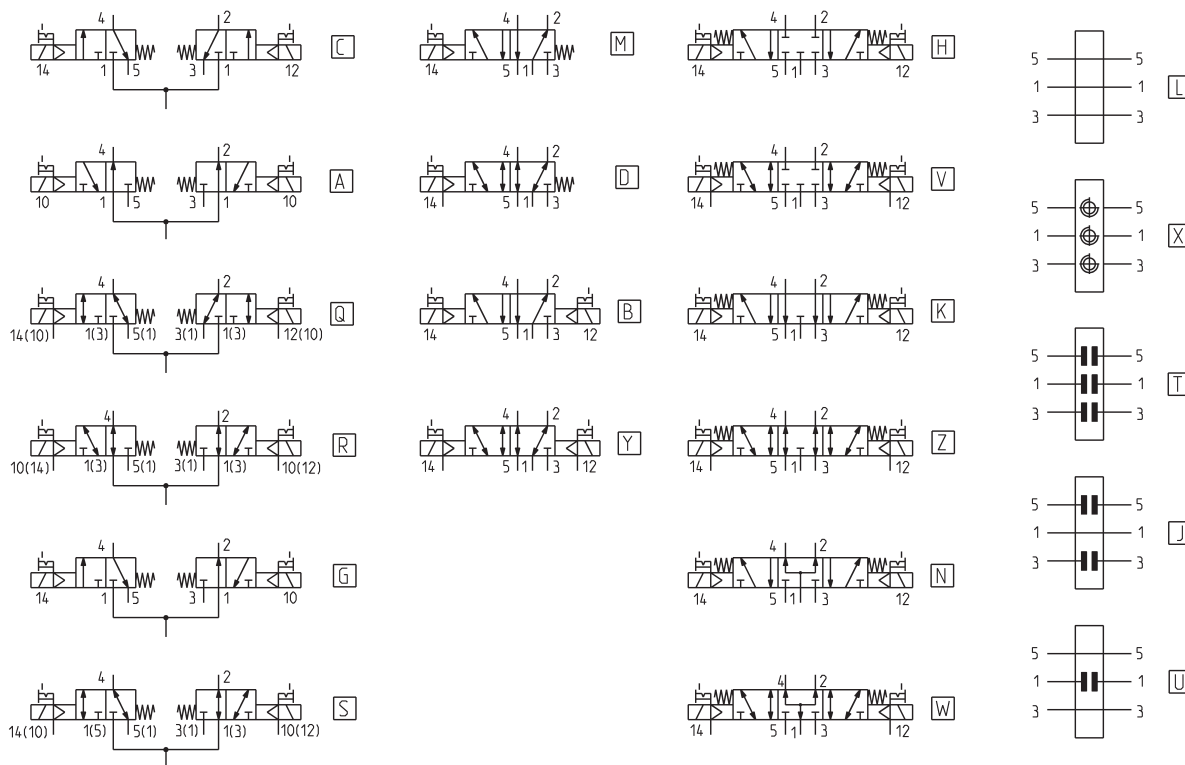 4 2
14 1 5 3 1 12 C
4 2
14 5 1 3 M
4 2
14 5 1 3 12 H
5 5
1 1
3 3
L
4 2
10 1 5 3 1 10 A
4 2
14 5 1 3 D
4 2
14 5 1 3 12 V
5 5
1 1
3 3
X
4 2
14(10) 1(3) 5(1) 3(1) 1(3) 12(10) Q
4 2
14 5 1 3 12 B
4 2
14 5 1 3 12 K
5 5
1 1
3 3
T
4 2
10(14) 1(3) 5(1) 3(1) 1(3) 10(12) R
4 2
14 5 1 3 12 Y
4 2
14 5 1 3 12 Z
5 5
1 1
3 3
J
4 2
14 1 5 3 1 10 G
4 2
14 5 1 3 12 N
5 5
1 1
3 3
U
4 2
14(10) 1(5) 5(1) 3(1) 1(3) 10(12) S
4 2
14 5 1 3 12 W